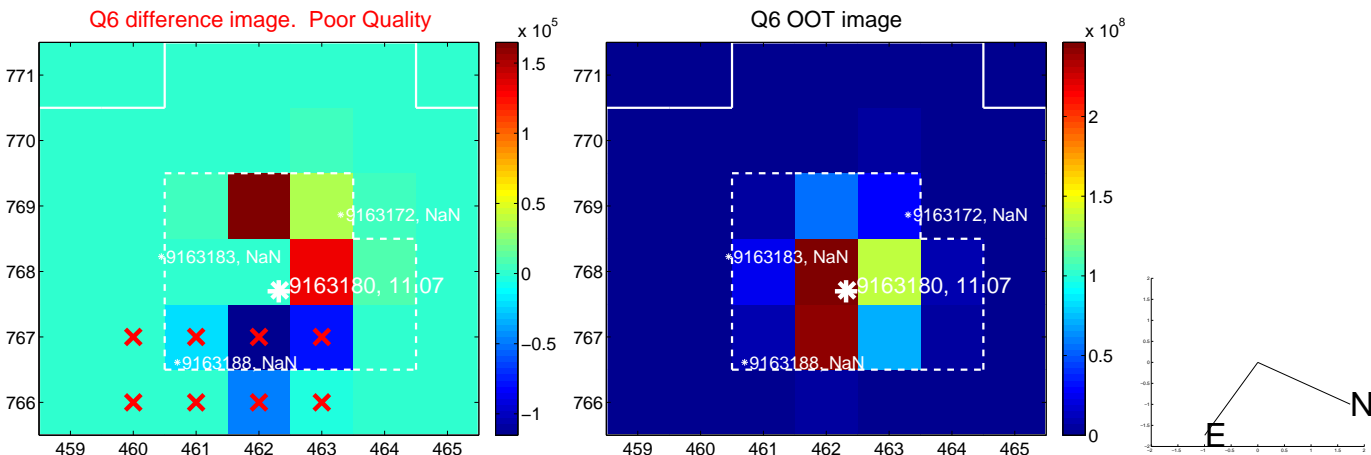 Q6 difference image. Poor Quality
x 10^5
771
770
769
768
767
766
459 460 461 462 463 464 465
1.5
1
0.5
0
−0.5
−1
9163172, NaN
9163183, NaN
9163180, 11.07
9163188, NaN
Q6 OOT image
x 10^8
771
770
769
768
767
766
459 460 461 462 463 464 465
2
1.5
1
0.5
0
9163172, NaN
9163183, NaN
9163180, 11.07
9163188, NaN
N
E